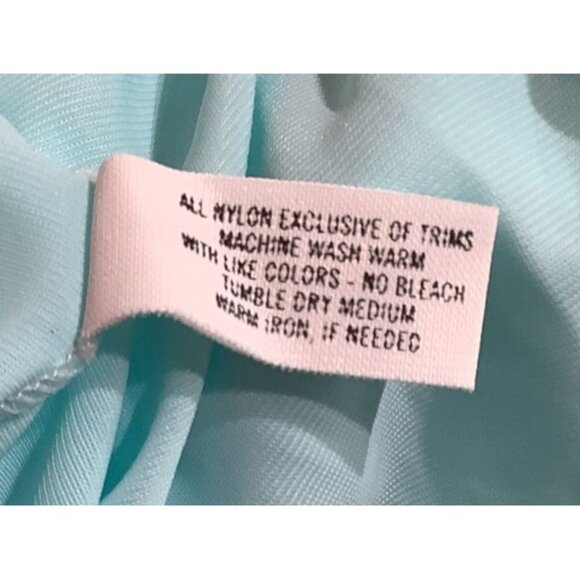 ALL NYLON EXCLUSIVE OF TRIMS
MACHINE WASH WARM
WITH LIKE COLORS - NO BLEACH
TUMBLE DRY MEDIUM
WARM IRON, IF NEEDED